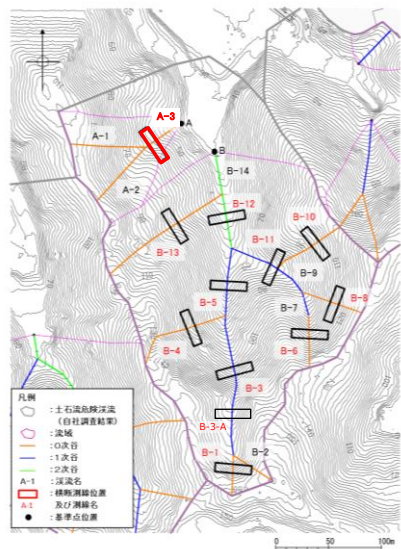 A-3
A
A-1
B
B-14
A-2
B-12
B-10
B-11
B-13
B-9
B-5
B-7
B-8
B-4
B-6
B-3
B-3-A
B-1
B-2
凡例
：土石流危険渓流
（自社調査結果）
：流域
：0次谷
：1次谷
：2次谷
A-1 ：渓流名
：横断測線位置
A-1 及び測線名
：基準点位置
0 50 100m